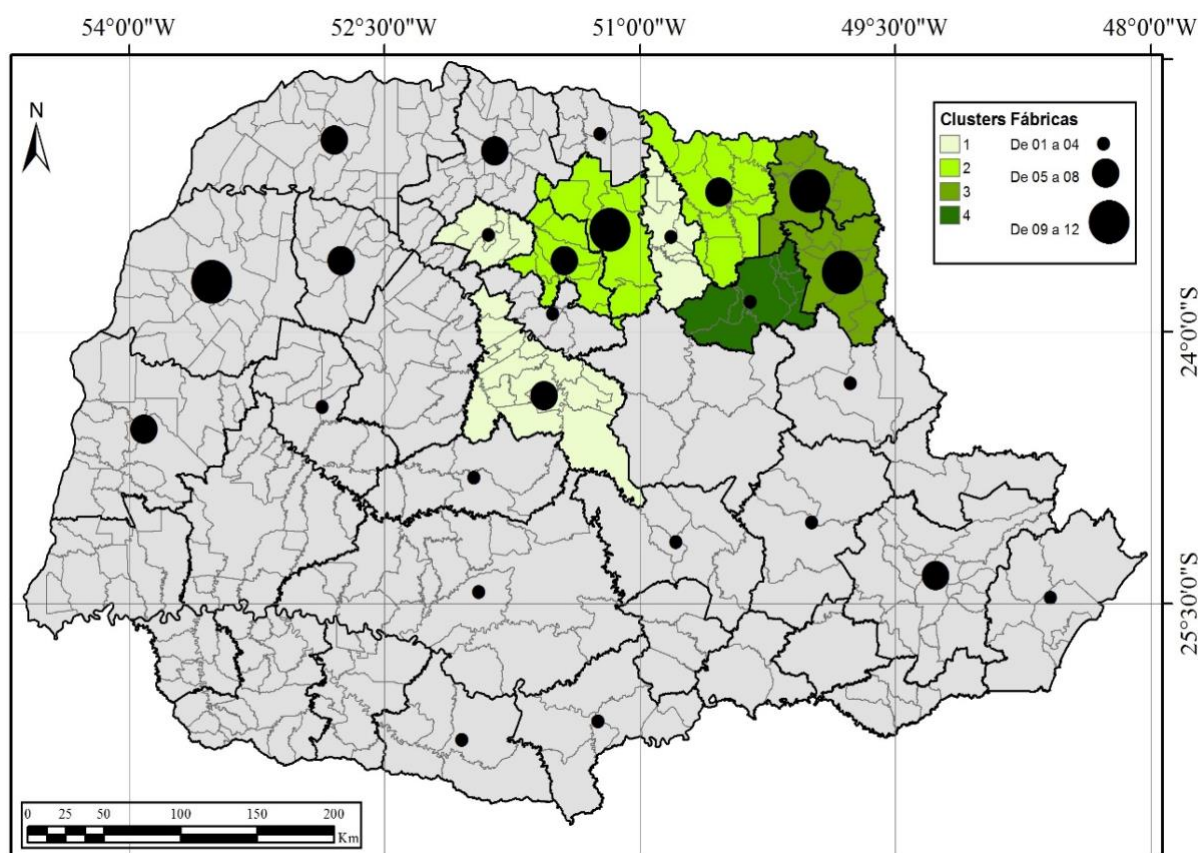 54°0'0"W 52°30'0"W 51°0'0"W 49°30'0"W 48°0'0"W
N
Clusters Fábricas
1 De 01 a 04
2 De 05 a 08
3
4 De 09 a 12
24°0'0"S
25°30'0"S
0 25 50 100 150 200
Km